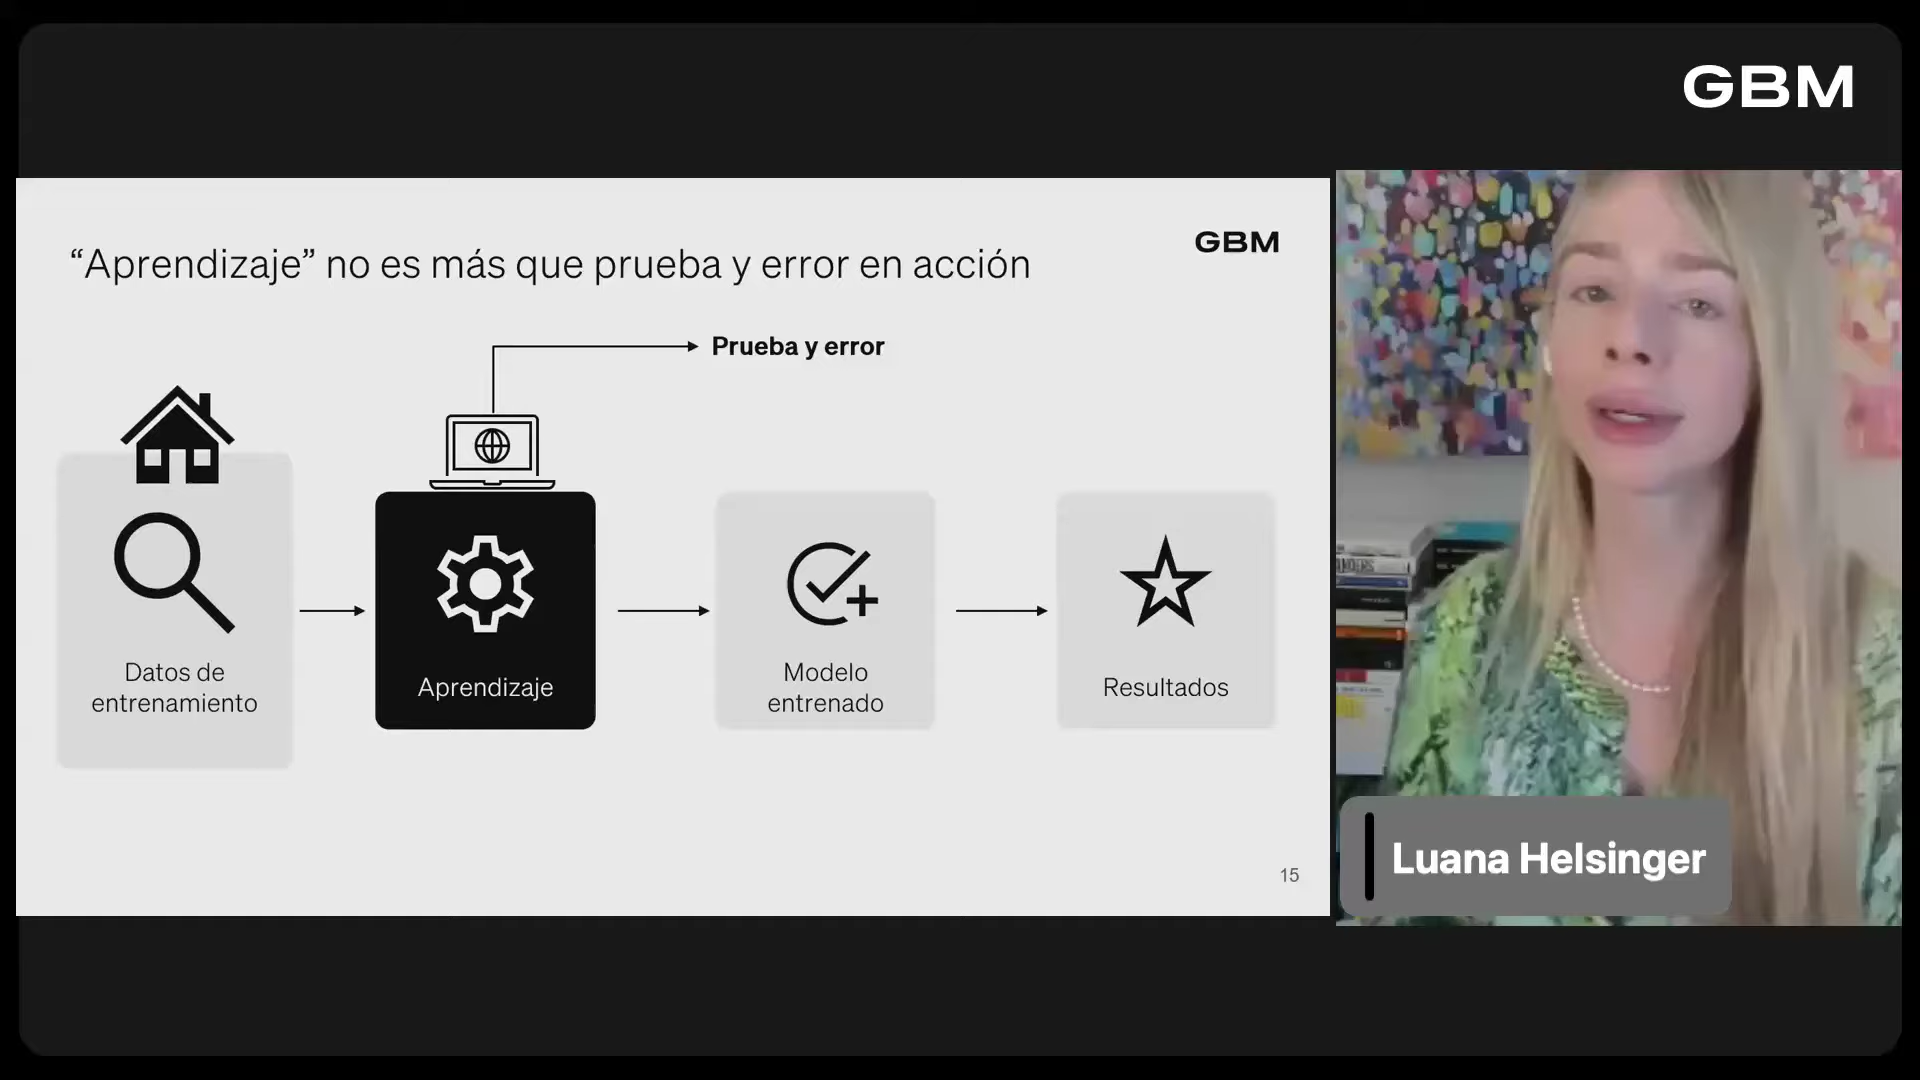 GBM
GBM
“Aprendizaje” no es más que prueba y error en acción
Prueba y error
Datos de
entrenamiento
Aprendizaje
Modelo
entrenado
Resultados
15
Luana Helsinger